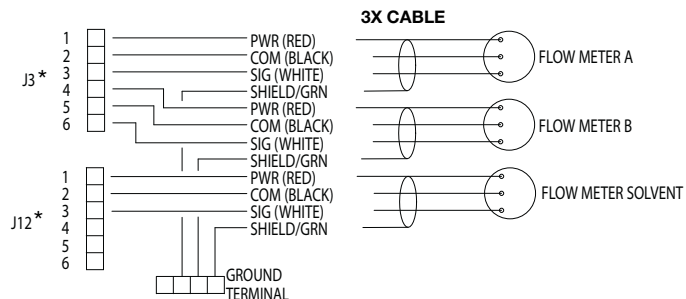 3X CABLE
1 PWR (RED)
2 COM (BLACK)
3 SIG (WHITE)
J3*
4 SHIELD/GRN
5 PWR (RED)
6 COM (BLACK)
SIG (WHITE)
SHIELD/GRN
FLOW METER A
FLOW METER B
1 PWR (RED)
2 COM (BLACK)
3 SIG (WHITE)
J12*
4 SHIELD/GRN
5
6
FLOW METER SOLVENT
GROUND
TERMINAL